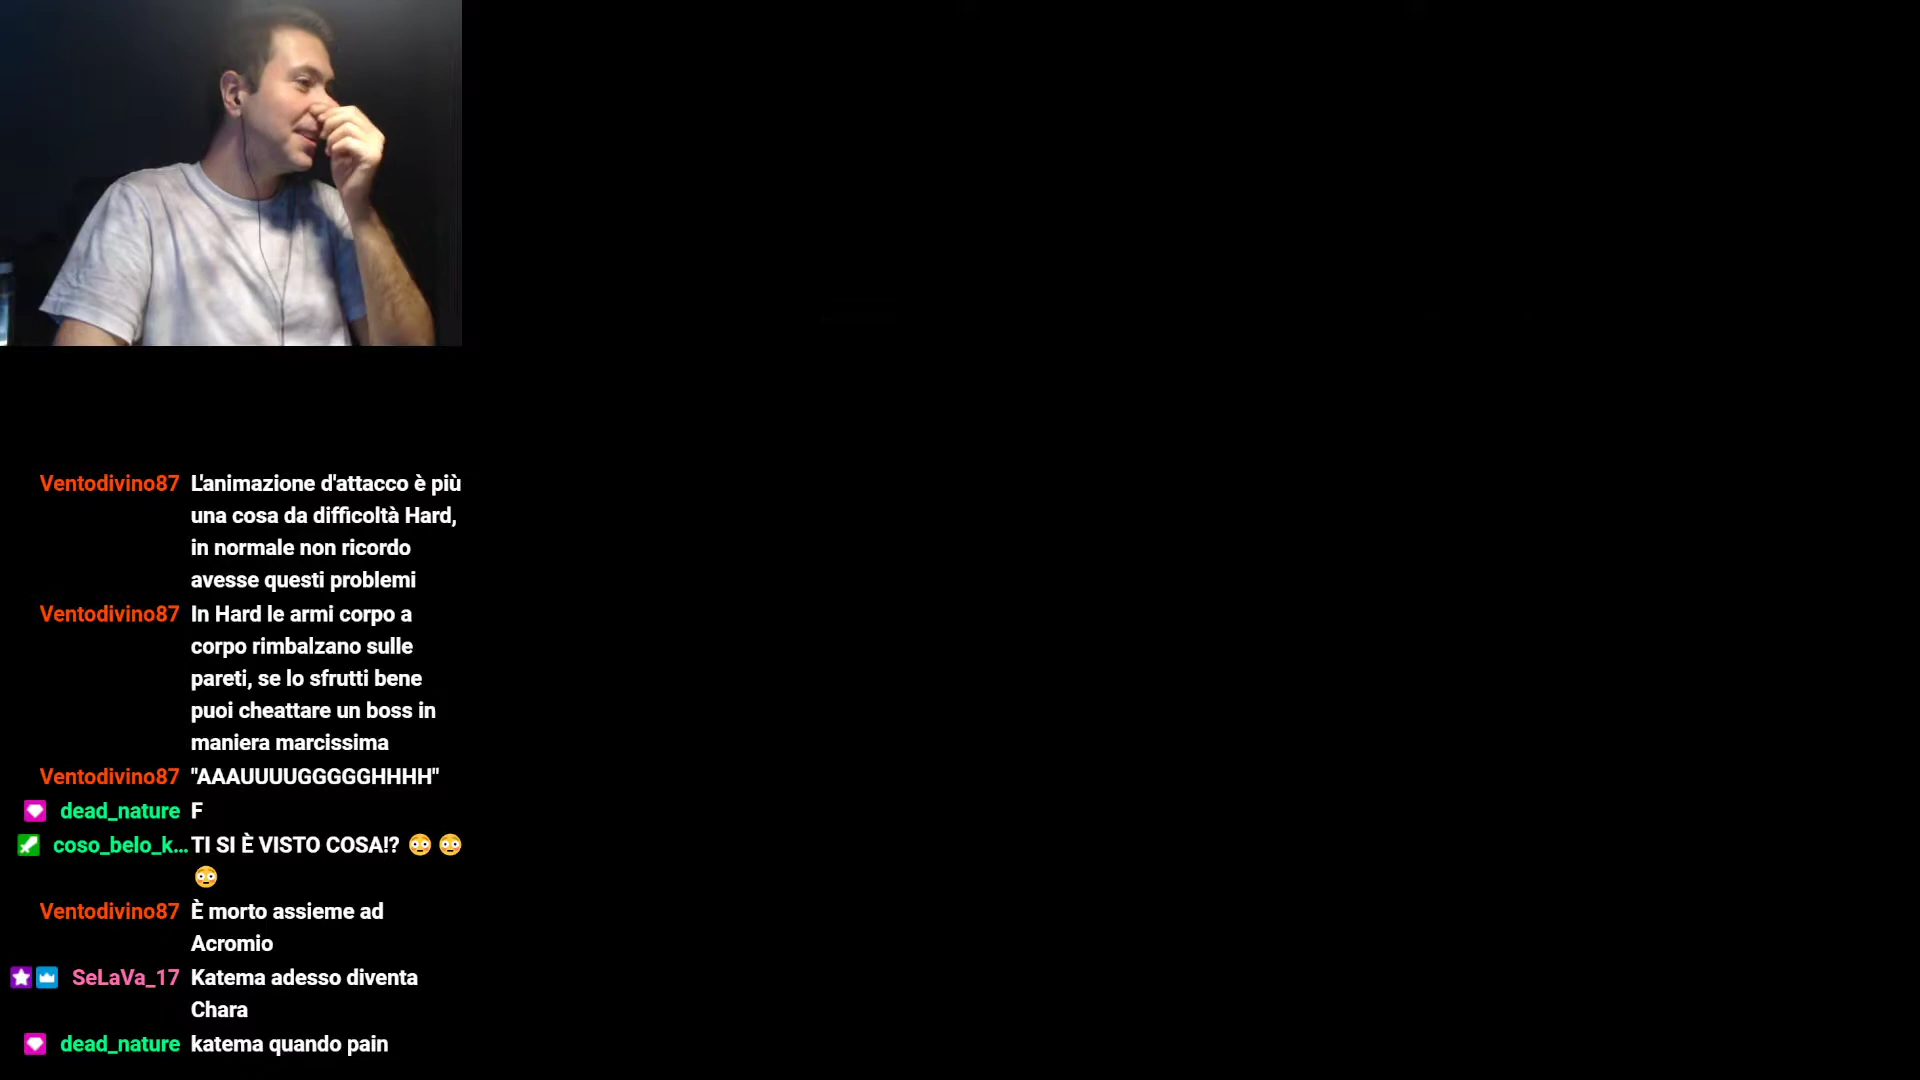 Ventodivino87 L'animazione d'attacco è più
una cosa da difficoltà Hard,
in normale non ricordo
avesse questi problemi
Ventodivino87 In Hard le armi corpo a
corpo rimbalzano sulle
pareti, se lo sfrutti bene
puoi cheattare un boss in
maniera marcissima
Ventodivino87 "AAAUUUUGGGGGHHHH"
dead_nature F
coso_belo_k... TI SI È VISTO COSA!? 😳 😳
😳
Ventodivino87 È morto assieme ad
Acromio
SeLaVa_17 Katema adesso diventa
Chara
dead_nature katema quando pain